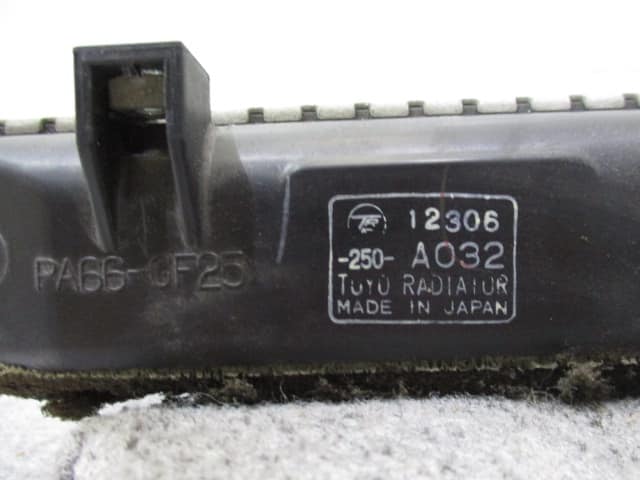 PA66-GF25
12306
-250- A032
TOYO RADIATOR
MADE IN JAPAN